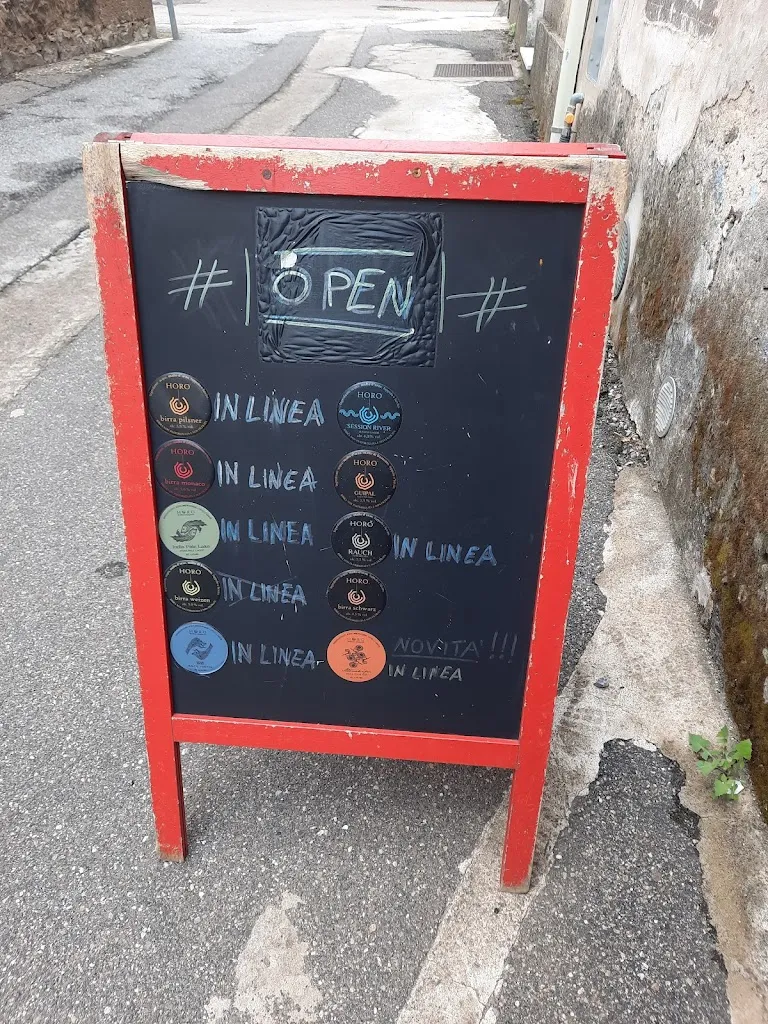 # OPEN #
HORO birra pilsner IN LINEA
HORO SESSION RIVER
HORO birra monaco IN LINEA
HORO
IN LINEA
HORO RAUCH IN LINEA
HORO birra weizen IN LINEA
HORO birra schwarz
IN LINEA
NOVITA'!!!
IN LINEA